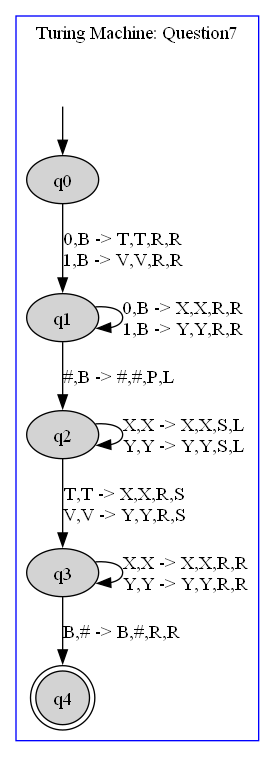 Turing Machine: Question7
q0
0,B -> T,T,R,R
1,B -> V,V,R,R
q1
0,B -> X,X,R,R
1,B -> Y,Y,R,R
#,B -> #,#,P,L
q2
X,X -> X,X,S,L
Y,Y -> Y,Y,S,L
T,T -> X,X,R,S
V,V -> Y,Y,R,S
q3
X,X -> X,X,R,R
Y,Y -> Y,Y,R,R
B,# -> B,#,R,R
q4